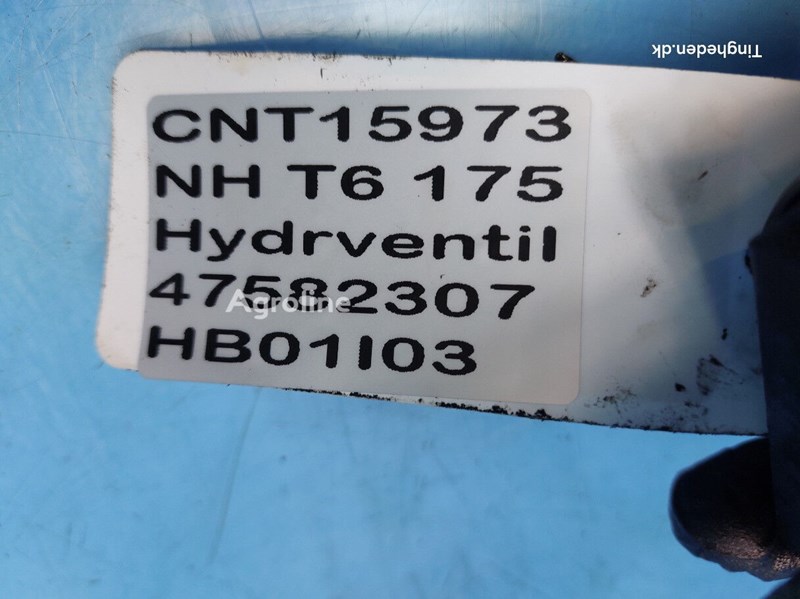 Tingheden.dk
CNT15973
NH T6 175
Hydrventil
47582307
Agroline
HB01I03